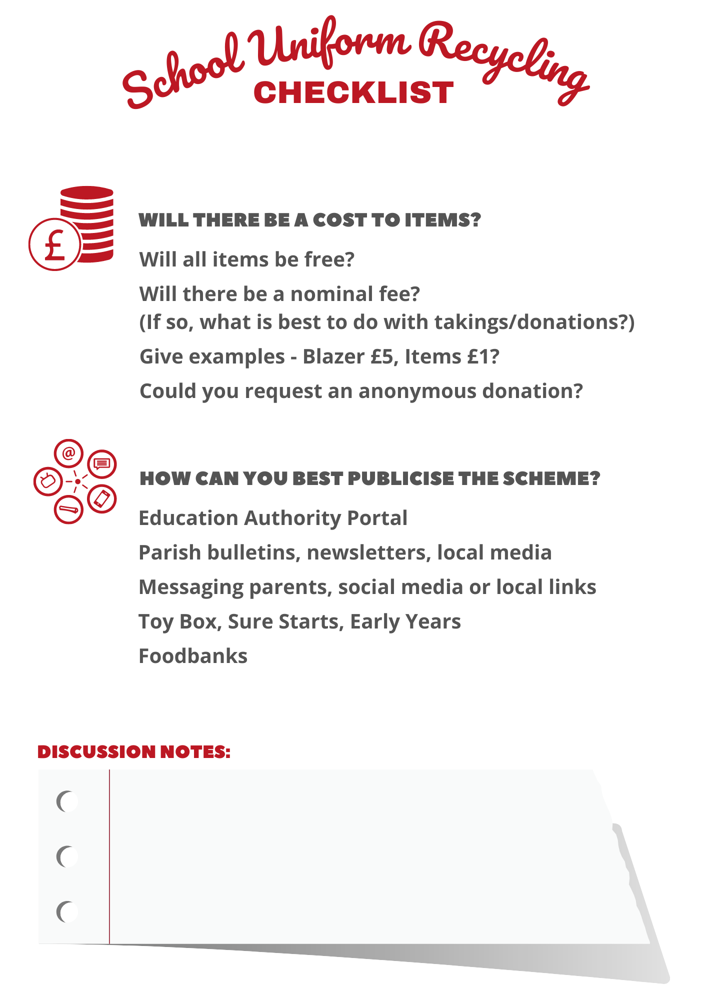 School Uniform Recycling
CHECKLIST
£
WILL THERE BE A COST TO ITEMS?
Will all items be free?
Will there be a nominal fee?
(If so, what is best to do with takings/donations?)
Give examples - Blazer £5, Items £1?
Could you request an anonymous donation?
@
HOW CAN YOU BEST PUBLICISE THE SCHEME?
Education Authority Portal
Parish bulletins, newsletters, local media
Messaging parents, social media or local links
Toy Box, Sure Starts, Early Years
Foodbanks
DISCUSSION NOTES: